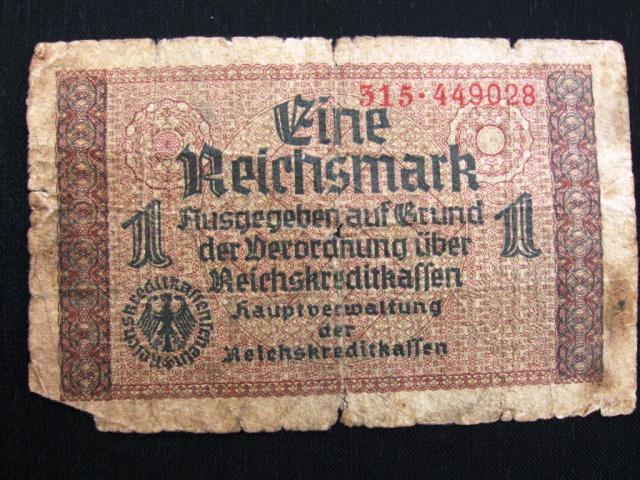 315·449028
Eine
Reichsmark
1 Ausgegeben auf Grund 1
der Verordnung über
Reichskreditkassen
Hauptverwaltung
der
Reichskreditkassen